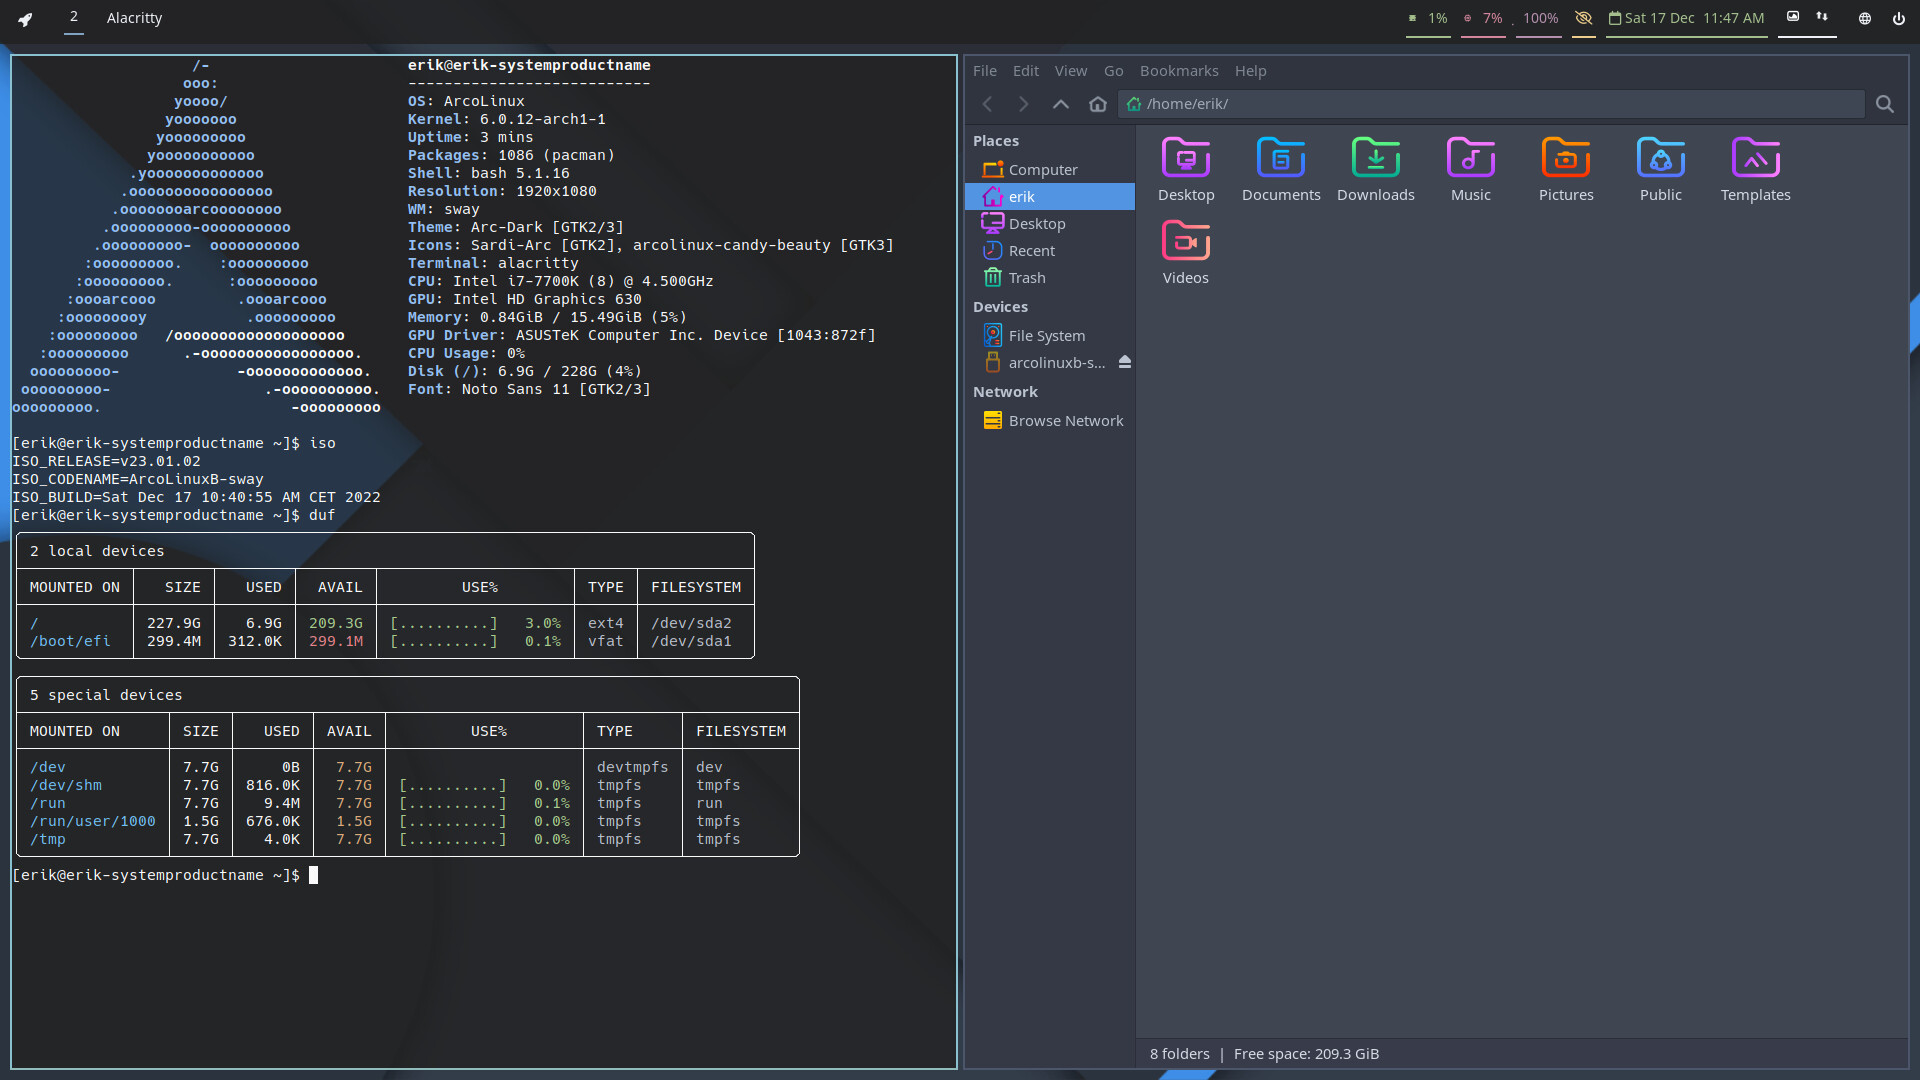 2 Alacritty 1% 7% 100% Sat 17 Dec 11:47 AM
/-
ooo:
yoooo/
yooooooo
yooooooooo
yooooooooooo
.yooooooooooooo
.ooooooooooooooo
.oooooooarcoooooooo
.ooooooooo-oooooooooo
.ooooooooo-  oooooooooo
:ooooooooo.    :ooooooooo
:ooooooooo.      :ooooooooo
:oooarcooo         .oooarcooo
:ooooooooy           .ooooooooo
:ooooooooo   /ooooooooooooooooooo
:ooooooooo      .-ooooooooooooooooo.
ooooooooo-             -ooooooooooooo.
ooooooooo-                 .-oooooooooo.
ooooooooo.                     -ooooooooo
erik@erik-systemproductname
---------------------------
OS: ArcoLinux
Kernel: 6.0.12-arch1-1
Uptime: 3 mins
Packages: 1086 (pacman)
Shell: bash 5.1.16
Resolution: 1920x1080
WM: sway
Theme: Arc-Dark [GTK2/3]
Icons: Sardi-Arc [GTK2], arcolinux-candy-beauty [GTK3]
Terminal: alacritty
CPU: Intel i7-7700K (8) @ 4.500GHz
GPU: Intel HD Graphics 630
Memory: 0.84GiB / 15.49GiB (5%)
GPU Driver: ASUSTeK Computer Inc. Device [1043:872f]
CPU Usage: 0%
Disk (/): 6.9G / 228G (4%)
Font: Noto Sans 11 [GTK2/3]
[erik@erik-systemproductname ~]$ iso
ISO_RELEASE=v23.01.02
ISO_CODENAME=ArcoLinuxB-sway
ISO_BUILD=Sat Dec 17 10:40:55 AM CET 2022
[erik@erik-systemproductname ~]$ duf
2 local devices
MOUNTED ON SIZE USED AVAIL USE% TYPE FILESYSTEM
/ 227.9G 6.9G 209.3G [..........] 3.0% ext4 /dev/sda2
/boot/efi 299.4M 312.0K 299.1M [..........] 0.1% vfat /dev/sda1
5 special devices
MOUNTED ON SIZE USED AVAIL USE% TYPE FILESYSTEM
/dev 7.7G 0B 7.7G devtmpfs dev
/dev/shm 7.7G 816.0K 7.7G [..........] 0.0% tmpfs tmpfs
/run 7.7G 9.4M 7.7G [..........] 0.1% tmpfs run
/run/user/1000 1.5G 676.0K 1.5G [..........] 0.0% tmpfs tmpfs
/tmp 7.7G 4.0K 7.7G [..........] 0.0% tmpfs tmpfs
[erik@erik-systemproductname ~]$
File Edit View Go Bookmarks Help
/home/erik/
Places
Computer
erik
Desktop
Recent
Trash
Devices
File System
arcolinuxb-s...
Network
Browse Network
Desktop Documents Downloads Music Pictures Public Templates
Videos
8 folders | Free space: 209.3 GiB